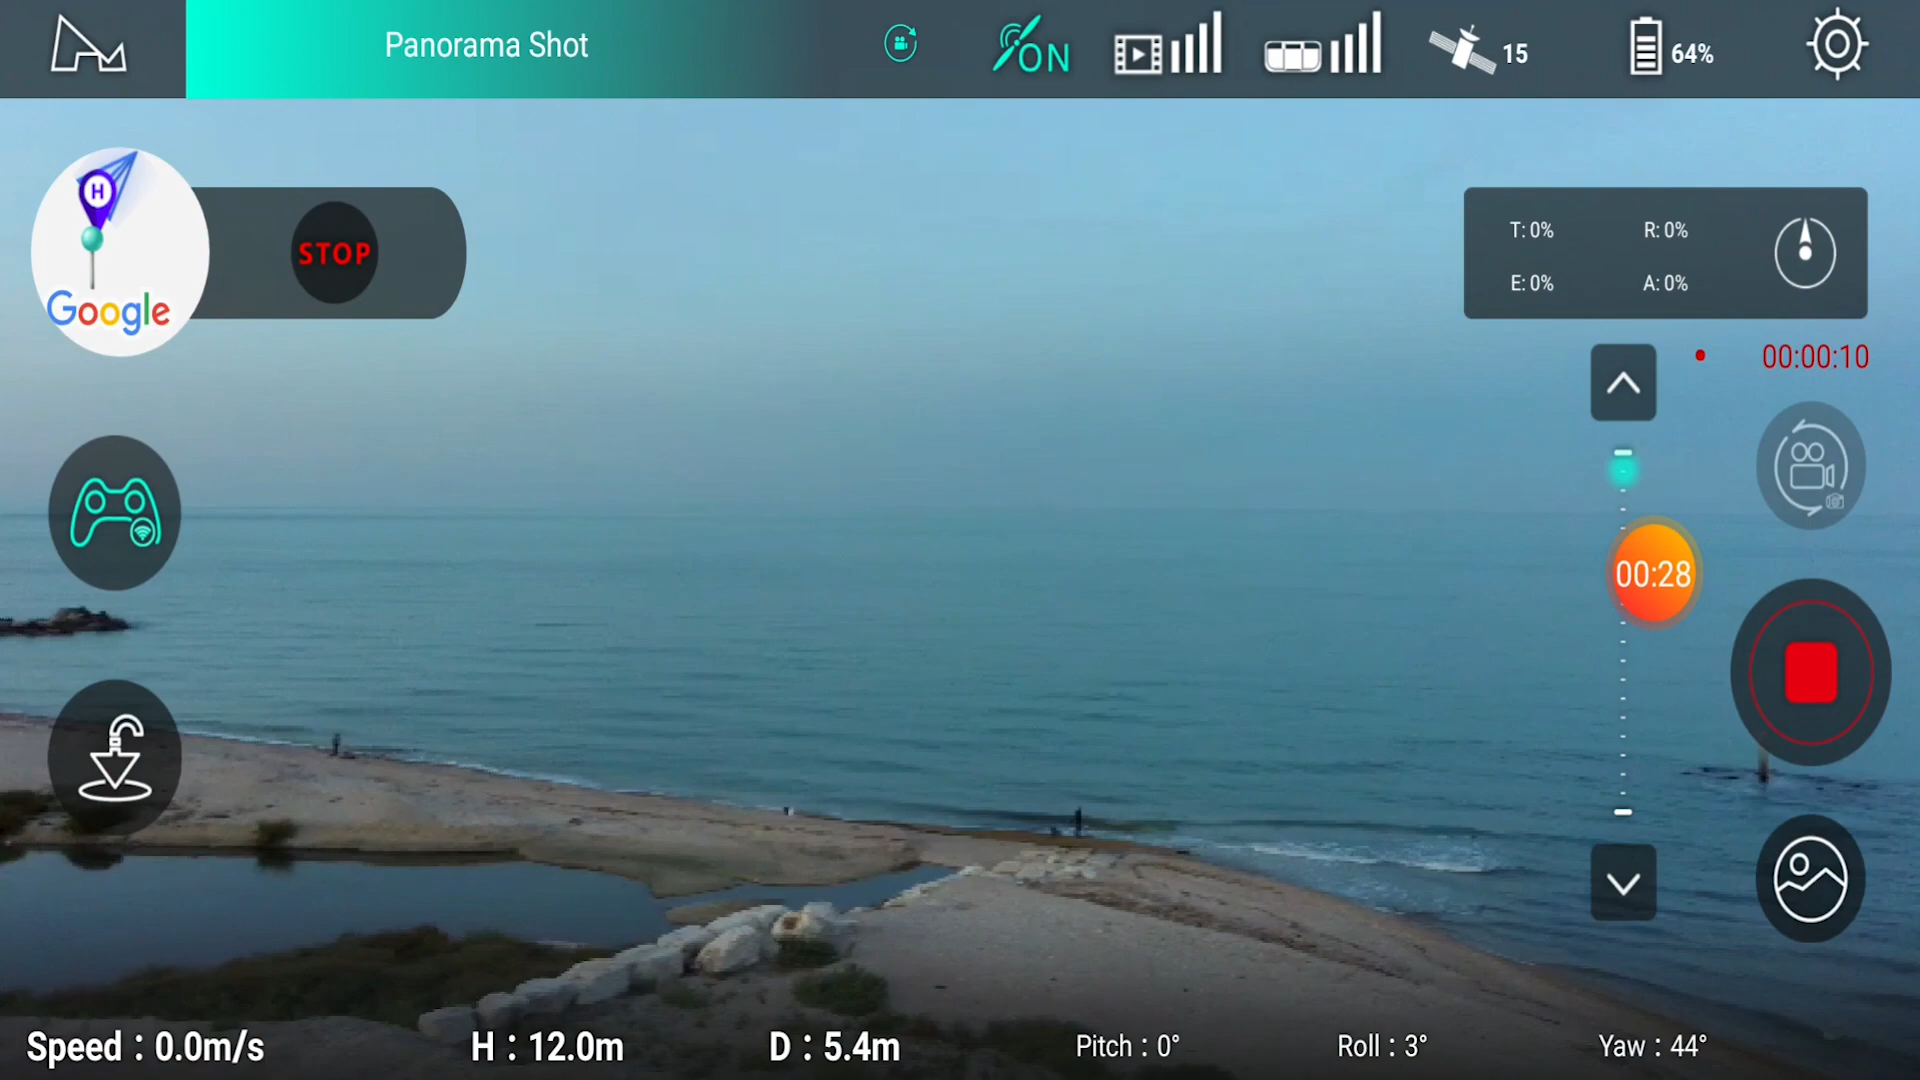 Panorama Shot
ON
15
64%
H
Google
STOP
T: 0%
R: 0%
E: 0%
A: 0%
00:00:10
00:28
Speed : 0.0m/s
H : 12.0m
D : 5.4m
Pitch : 0°
Roll : 3°
Yaw : 44°